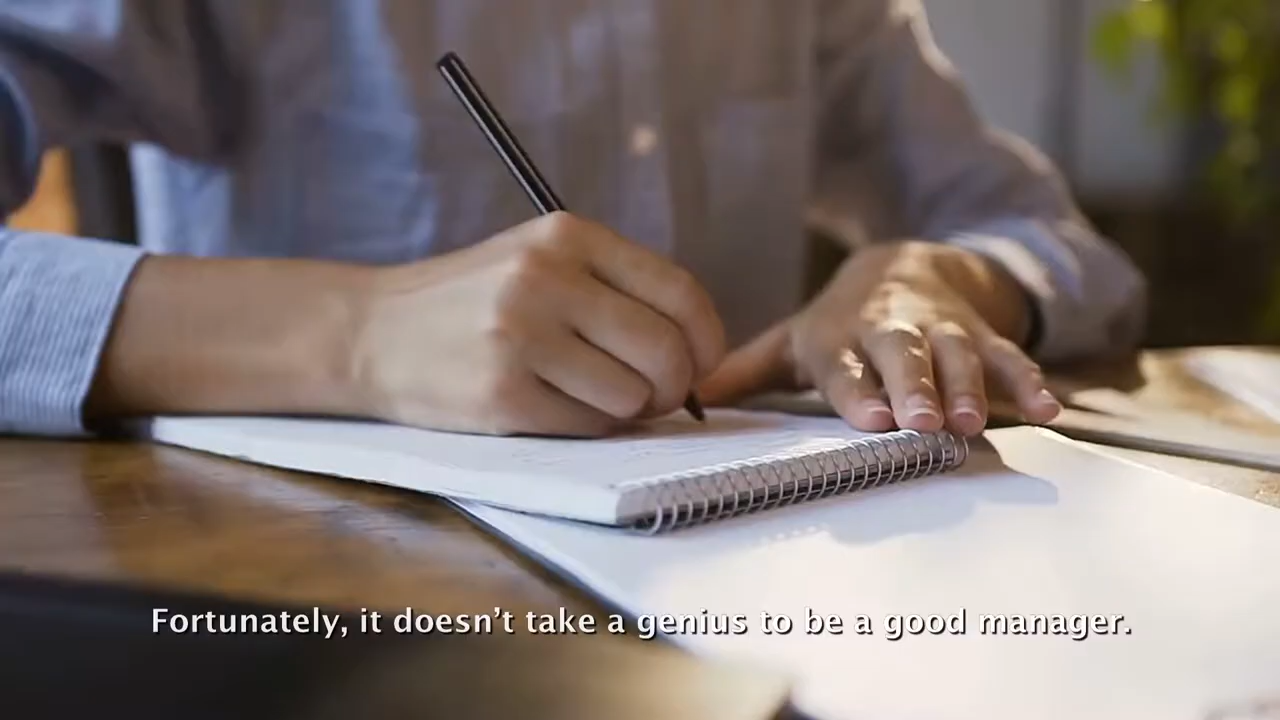 Fortunately, it doesn't take a genius to be a good manager.